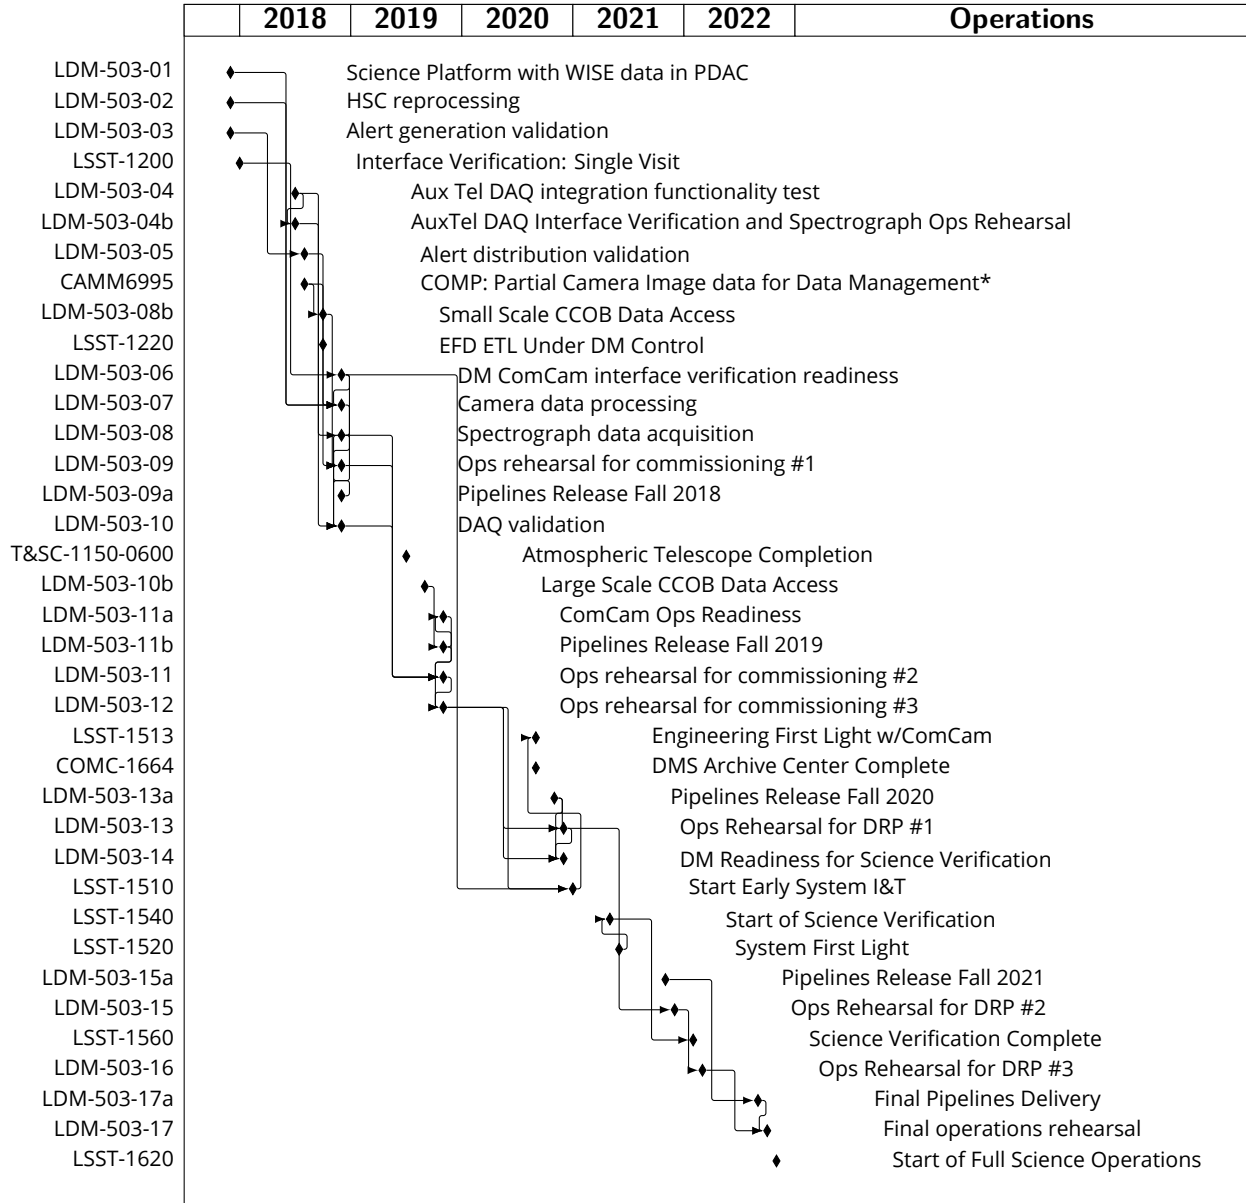 2018 2019 2020 2021 2022 Operations
LDM-503-01 Science Platform with WISE data in PDAC
LDM-503-02 HSC reprocessing
LDM-503-03 Alert generation validation
LSST-1200 Interface Verification: Single Visit
LDM-503-04 Aux Tel DAQ integration functionality test
LDM-503-04b AuxTel DAQ Interface Verification and Spectrograph Ops Rehearsal
LDM-503-05 Alert distribution validation
CAMM6995 COMP: Partial Camera Image data for Data Management*
LDM-503-08b Small Scale CCOB Data Access
LSST-1220 EFD ETL Under DM Control
LDM-503-06 DM ComCam interface verification readiness
LDM-503-07 Camera data processing
LDM-503-08 Spectrograph data acquisition
LDM-503-09 Ops rehearsal for commissioning #1
LDM-503-09a Pipelines Release Fall 2018
LDM-503-10 DAQ validation
T&SC-1150-0600 Atmospheric Telescope Completion
LDM-503-10b Large Scale CCOB Data Access
LDM-503-11a ComCam Ops Readiness
LDM-503-11b Pipelines Release Fall 2019
LDM-503-11 Ops rehearsal for commissioning #2
LDM-503-12 Ops rehearsal for commissioning #3
LSST-1513 Engineering First Light w/ComCam
COMC-1664 DMS Archive Center Complete
LDM-503-13a Pipelines Release Fall 2020
LDM-503-13 Ops Rehearsal for DRP #1
LDM-503-14 DM Readiness for Science Verification
LSST-1510 Start Early System I&T
LSST-1540 Start of Science Verification
LSST-1520 System First Light
LDM-503-15a Pipelines Release Fall 2021
LDM-503-15 Ops Rehearsal for DRP #2
LSST-1560 Science Verification Complete
LDM-503-16 Ops Rehearsal for DRP #3
LDM-503-17a Final Pipelines Delivery
LDM-503-17 Final operations rehearsal
LSST-1620 Start of Full Science Operations